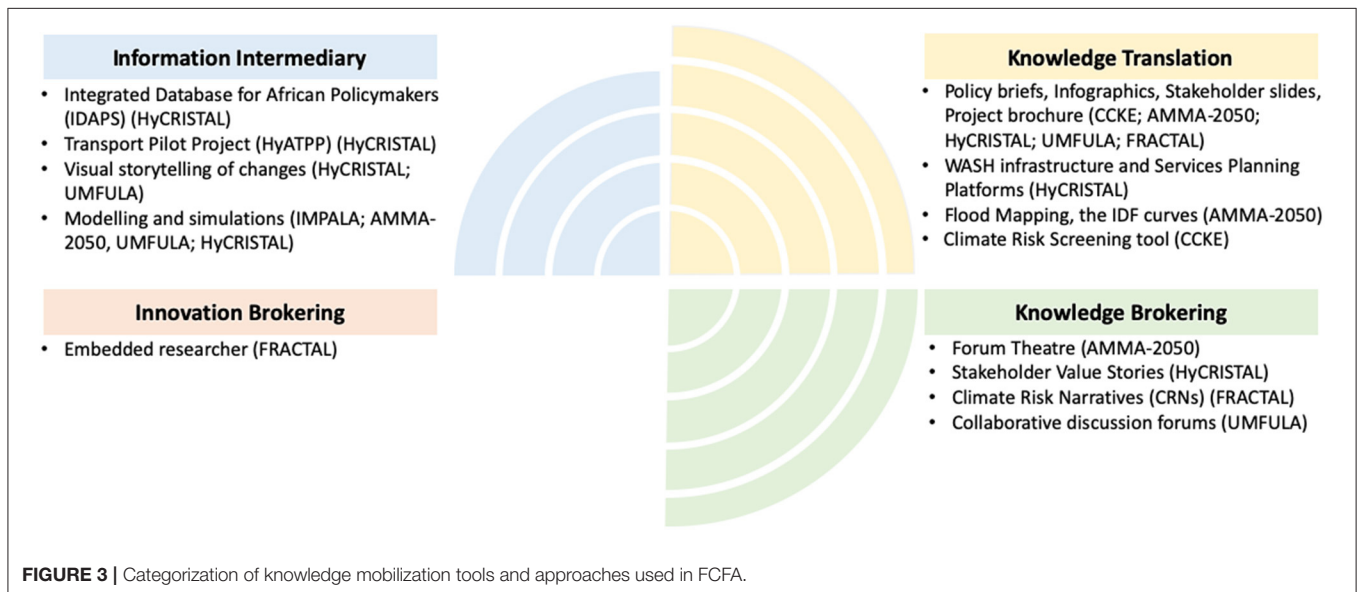 Information Intermediary
• Integrated Database for African Policymakers
(IDAPS) (HyCRISTAL)
• Transport Pilot Project (HyATPP) (HyCRISTAL)
• Visual storytelling of changes (HyCRISTAL;
UMFULA)
• Modelling and simulations (IMPALA; AMMA-
2050, UMFULA; HyCRISTAL)
Knowledge Translation
• Policy briefs, Infographics, Stakeholder slides,
Project brochure (CCKE; AMMA-2050;
HyCRISTAL; UMFULA; FRACTAL)
• WASH infrastructure and Services Planning
Platforms (HyCRISTAL)
• Flood Mapping, the IDF curves (AMMA-2050)
• Climate Risk Screening tool (CCKE)
Innovation Brokering
• Embedded researcher (FRACTAL)
Knowledge Brokering
• Forum Theatre (AMMA-2050)
• Stakeholder Value Stories (HyCRISTAL)
• Climate Risk Narratives (CRNs) (FRACTAL)
• Collaborative discussion forums (UMFULA)
FIGURE 3 | Categorization of knowledge mobilization tools and approaches used in FCFA.